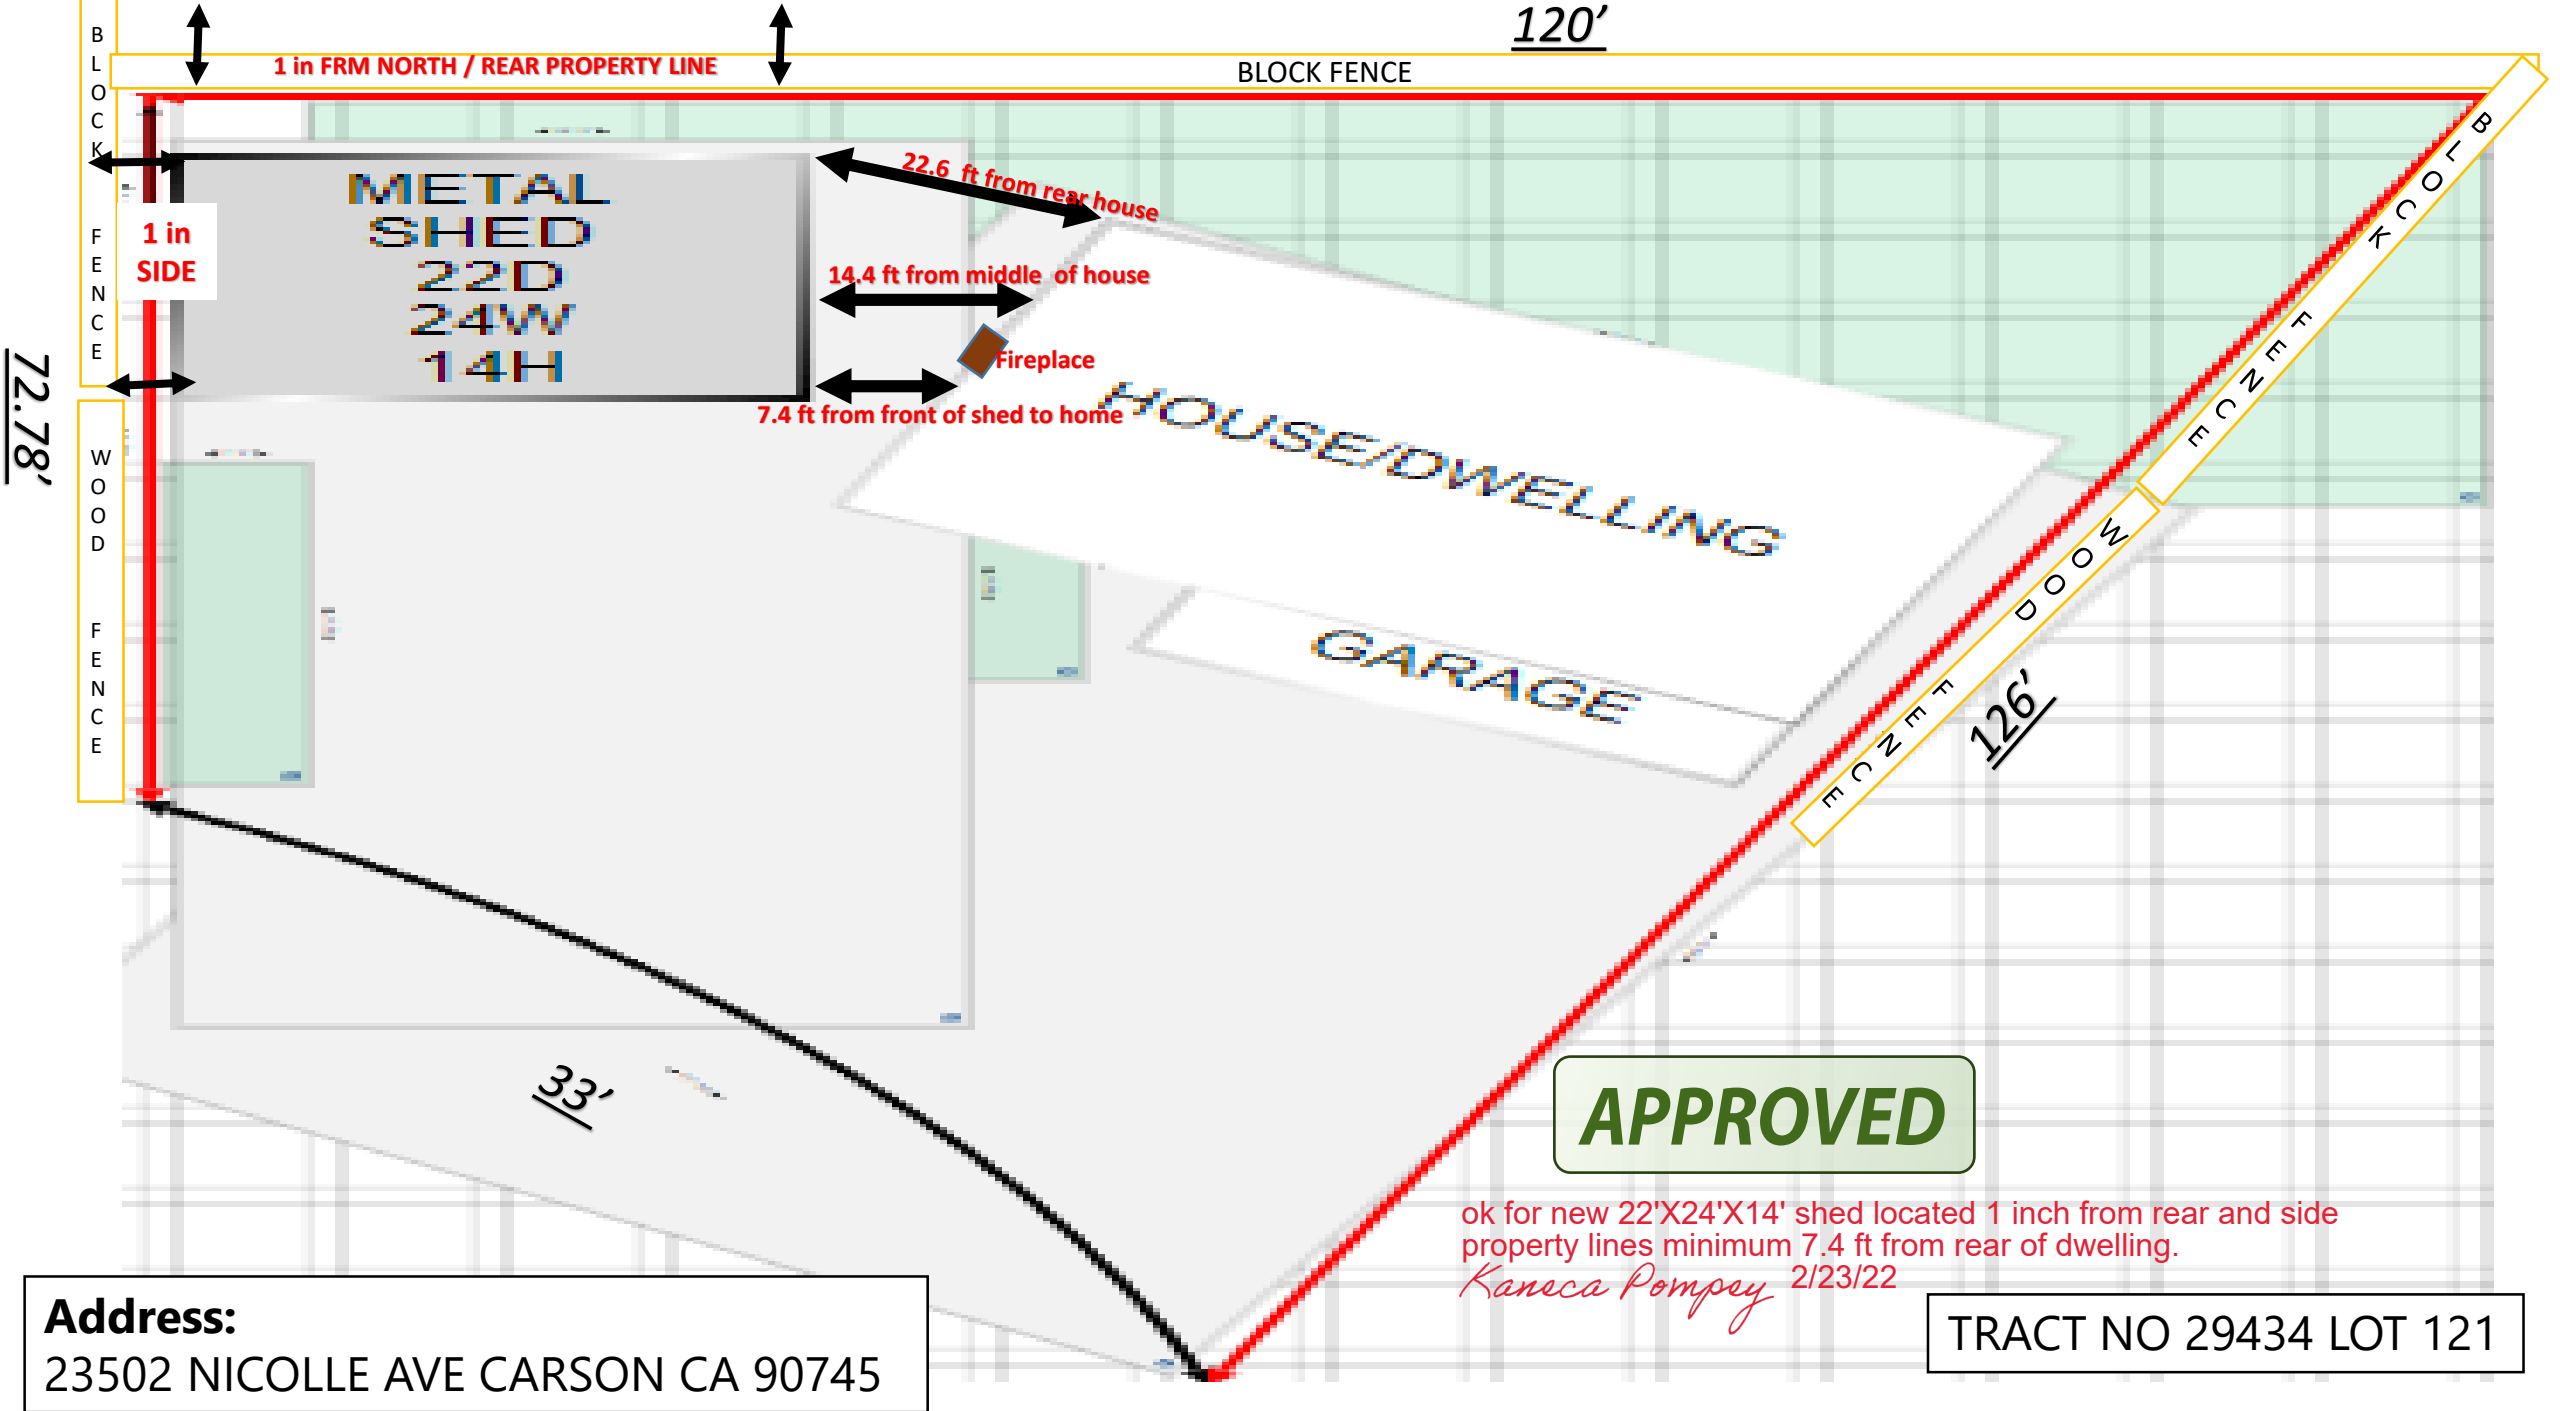 120’
1 in FRM NORTH / REAR PROPERTY LINE
BLOCK FENCE
BLOCK FENCE
1 in
SIDE
METAL
SHED
22D
24W
14H
22.6 ft from rear house
14.4 ft from middle of house
Fireplace
7.4 ft from front of shed to home
HOUSE/DWELLING
GARAGE
BLOCK FENCE
WOOD FENCE
72.78’
WOOD FENCE
126’
33’
APPROVED
ok for new 22'X24'X14' shed located 1 inch from rear and side
property lines minimum 7.4 ft from rear of dwelling.
Kaneca Pompey 2/23/22
Address:
23502 NICOLLE AVE CARSON CA 90745
TRACT NO 29434 LOT 121